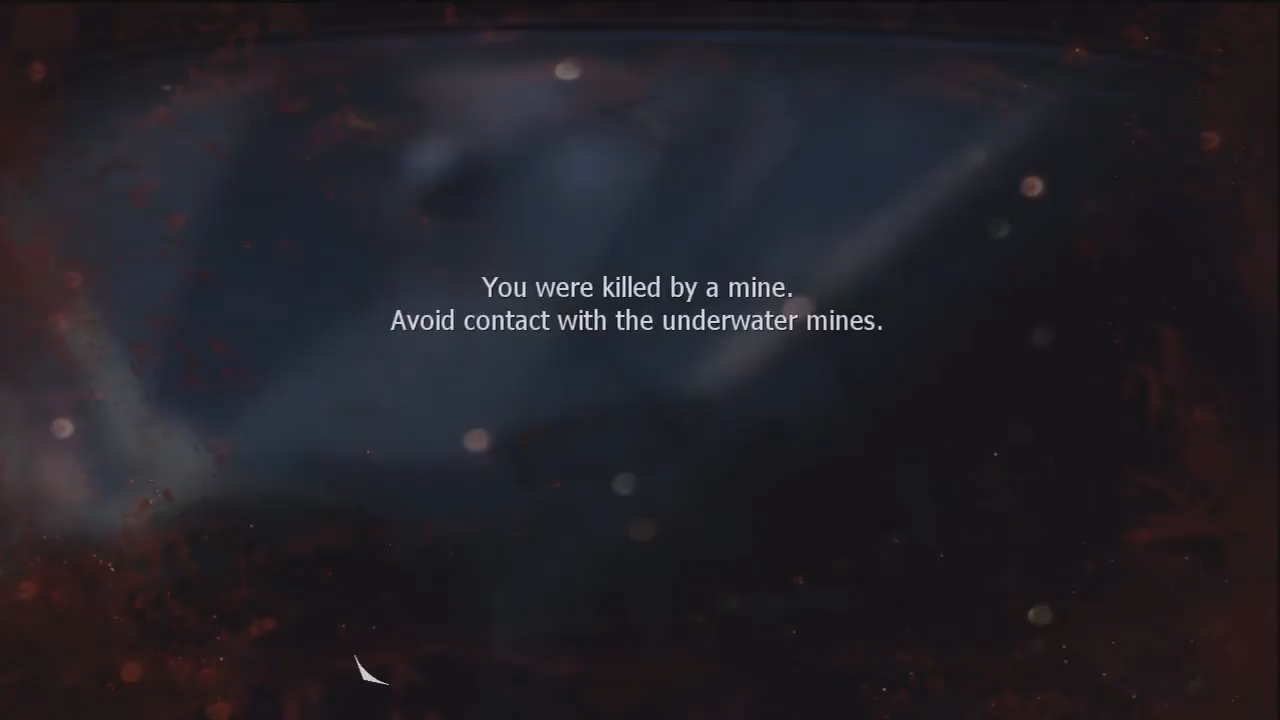 You were killed by a mine.
Avoid contact with the underwater mines.